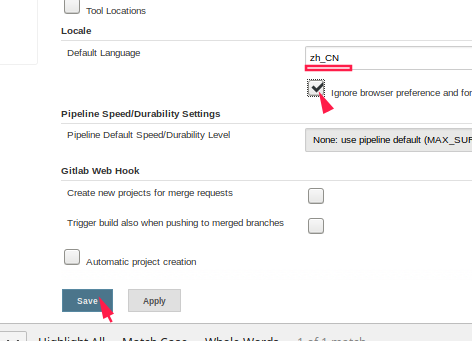 Tool Locations
Locale
Default Language
zh_CN
Ignore browser preference and for
Pipeline Speed/Durability Settings
Pipeline Default Speed/Durability Level
None: use pipeline default (MAX_SUR
Gitlab Web Hook
Create new projects for merge requests
Trigger build also when pushing to merged branches
Automatic project creation
Save Apply
Highlight All Match Case Whole Words 1 of 1 match